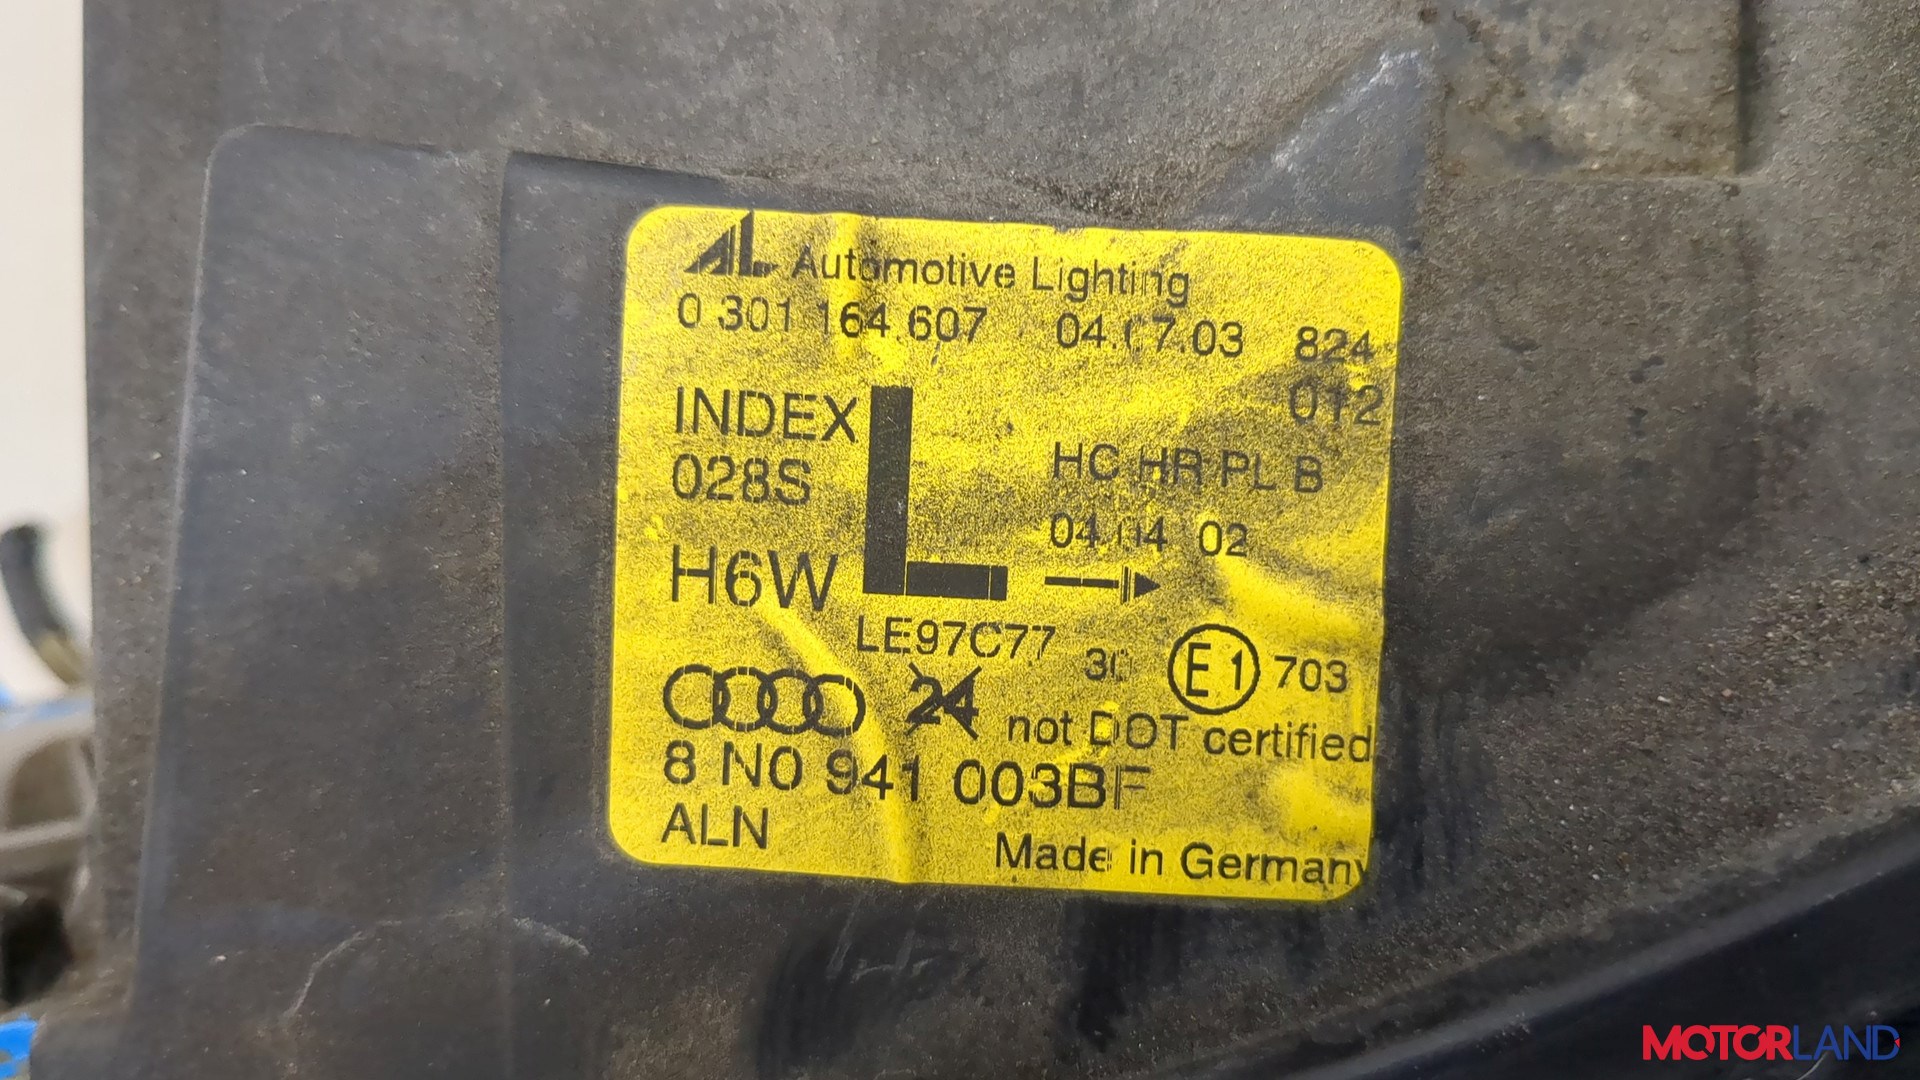 AL Automotive Lighting
0 301 164 607 04.07.03 824
012
INDEX L
028S
HC HR PL B
04.04 02
H6W
LE97C77 30 E1 703
24 not DOT certified
8 N0 941 003BF
ALN
Made in Germany
MOTORLAND